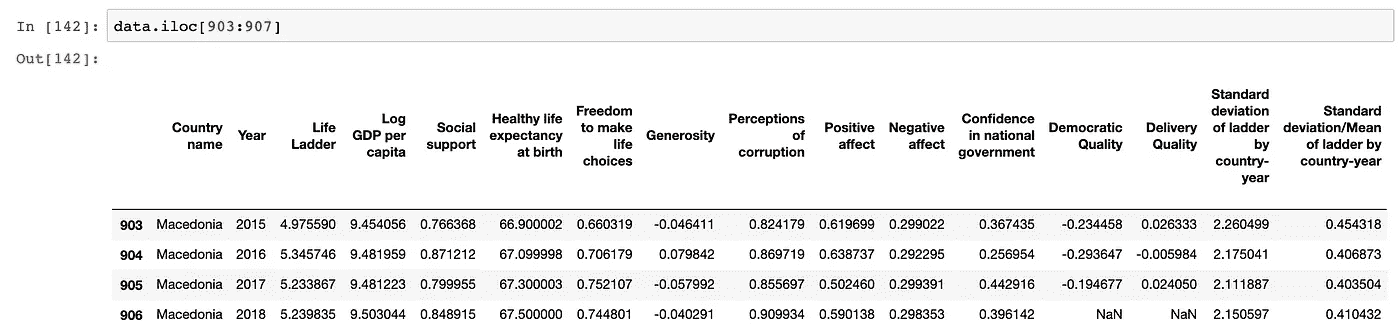 In [142]: data.iloc[903:907]
Out[142]:
Country name Year Life Ladder Log GDP per capita Social support Healthy life expectancy at birth Freedom to make life choices Generosity Perceptions of corruption Positive affect Negative affect Confidence in national government Democratic Quality Delivery Quality Standard deviation of ladder by country-year Standard deviation/Mean of ladder by country-year
903 Macedonia 2015 4.975590 9.454056 0.766368 66.900002 0.660319 -0.046411 0.824179 0.619699 0.299022 0.367435 -0.234458 0.026333 2.260499 0.454318
904 Macedonia 2016 5.345746 9.481959 0.871212 67.099998 0.706179 0.079842 0.869719 0.638737 0.292295 0.256954 -0.293647 -0.005984 2.175041 0.406873
905 Macedonia 2017 5.233867 9.481223 0.799955 67.300003 0.752107 -0.057992 0.855697 0.502460 0.299391 0.442916 -0.194677 0.024050 2.111887 0.403504
906 Macedonia 2018 5.239835 9.503044 0.848915 67.500000 0.744801 -0.040291 0.909934 0.590138 0.298353 0.396142 NaN NaN 2.150597 0.410432